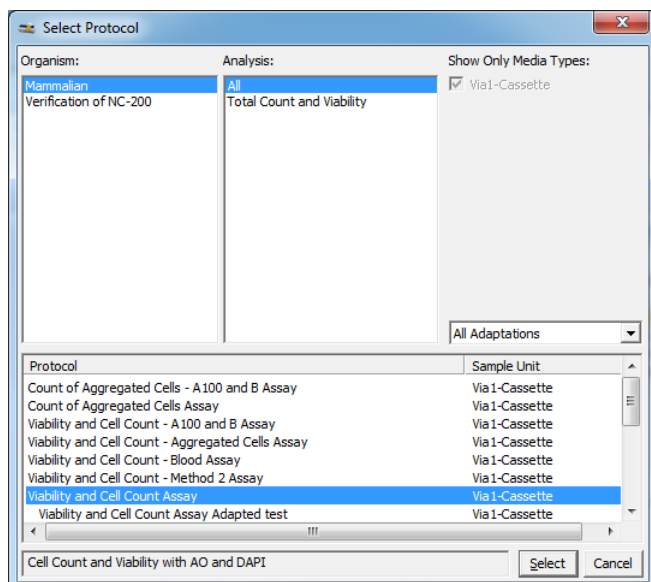 Select Protocol
Organism:
Analysis:
Show Only Media Types:
Mammalian
Verification of NC-200
All
Total Count and Viability
Via1-Cassette
All Adaptations
Protocol Sample Unit
Count of Aggregated Cells - A100 and B Assay Via1-Cassette
Count of Aggregated Cells Assay Via1-Cassette
Viability and Cell Count - A100 and B Assay Via1-Cassette
Viability and Cell Count - Aggregated Cells Assay Via1-Cassette
Viability and Cell Count - Blood Assay Via1-Cassette
Viability and Cell Count - Method 2 Assay Via1-Cassette
Viability and Cell Count Assay Via1-Cassette
Viability and Cell Count Assay Adapted test Via1-Cassette
Cell Count and Viability with AO and DAPI
Select
Cancel